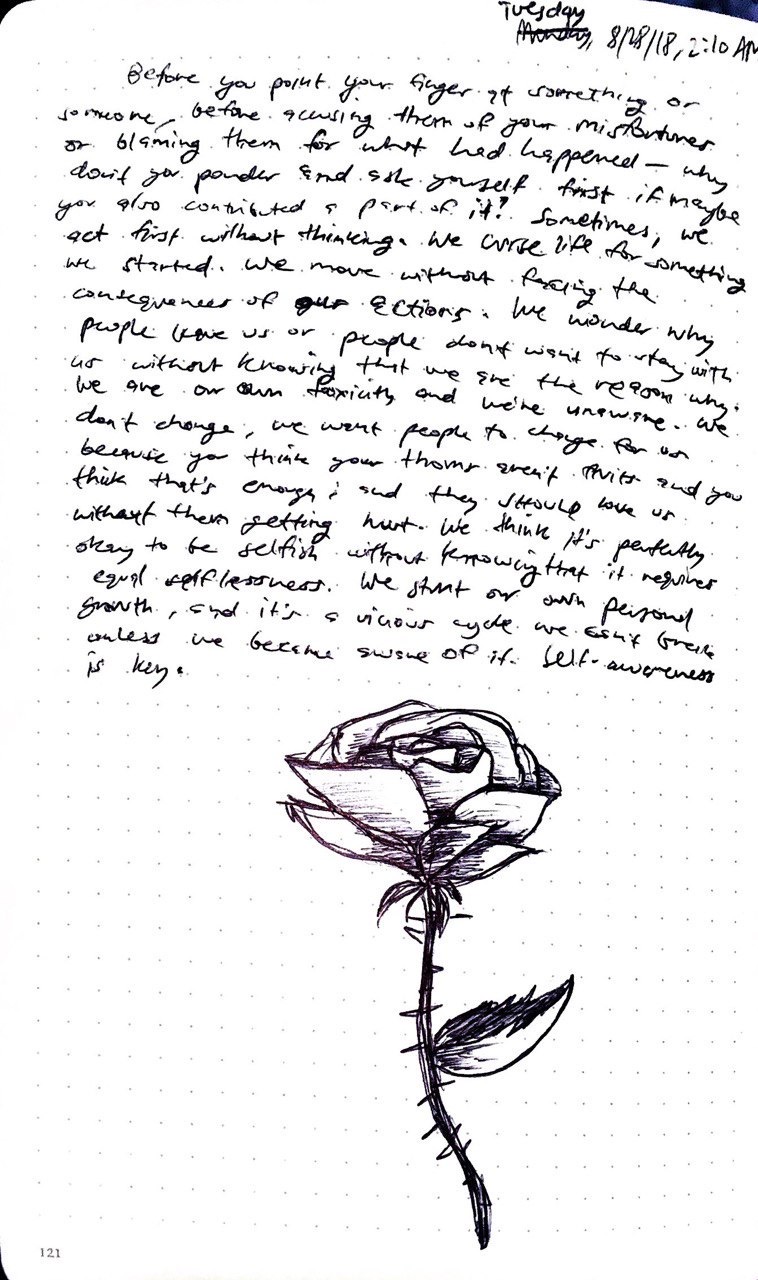 Tuesday
Monday, 8/28/18, 2:10 AM
Before you point your finger at something or
someone, before accusing them of your misfortunes
or blaming them for what had happened — why
don't you ponder and ask yourself first if maybe
you also contributed a part of it? Sometimes, we
act first without thinking. We curse life for something
we started. We move without facing the
consequences of our actions. We wonder why
people leave us or people don't want to stay with
us without knowing that we are the reason why.
We are our own toxicity and we're unaware. We
don't change, we want people to change for us
because you think your thorns aren't and you
think that's enough; and they should love us
without them getting hurt. We think it's perfectly
okay to be selfish without knowing that it requires
equal selflessness. We stunt our own personal
growth, and it's a vicious cycle we can't break
unless we became aware of it. Self-awareness
is key.
121